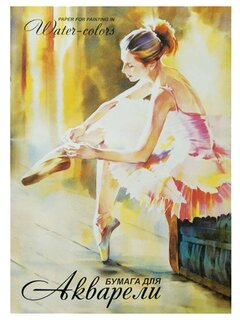 PAPER FOR PAINTING IN
Water-colors
БУМАГА ДЛЯ
Акварели